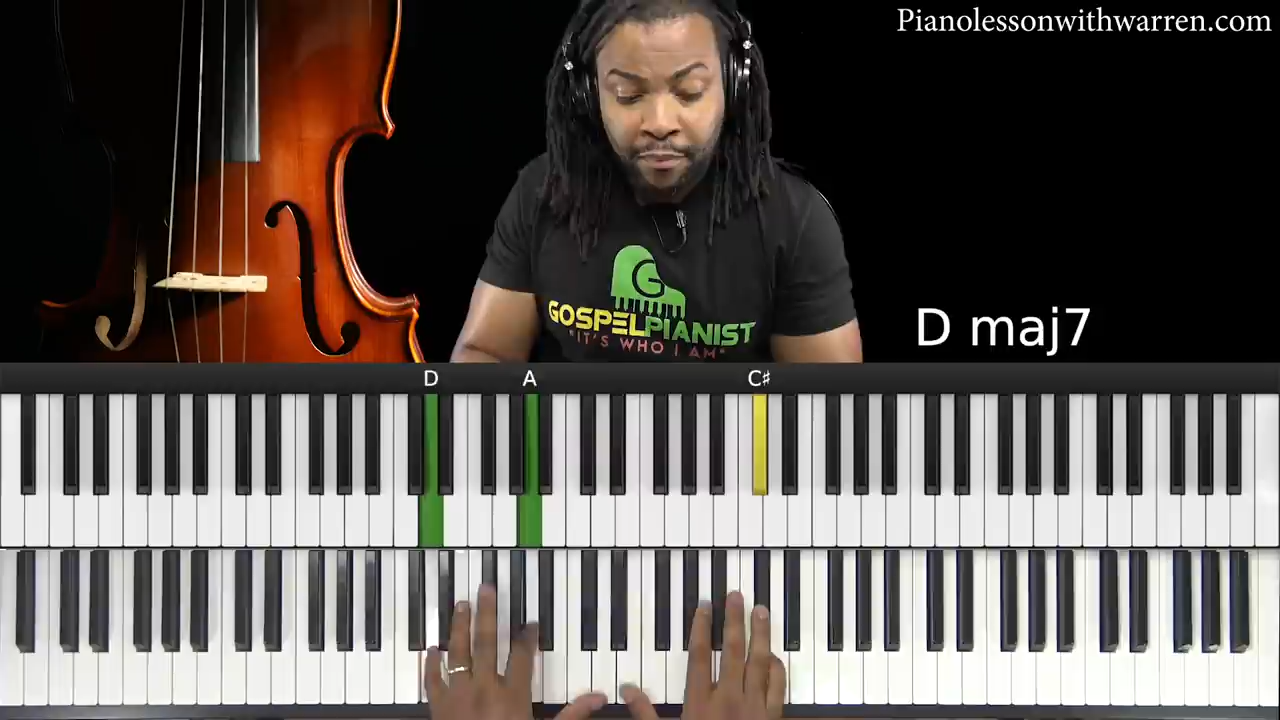 Pianolessonwithwarren.com
G
GOSPELPIANIST
"IT'S WHO I AM"
D maj7
D A C♯